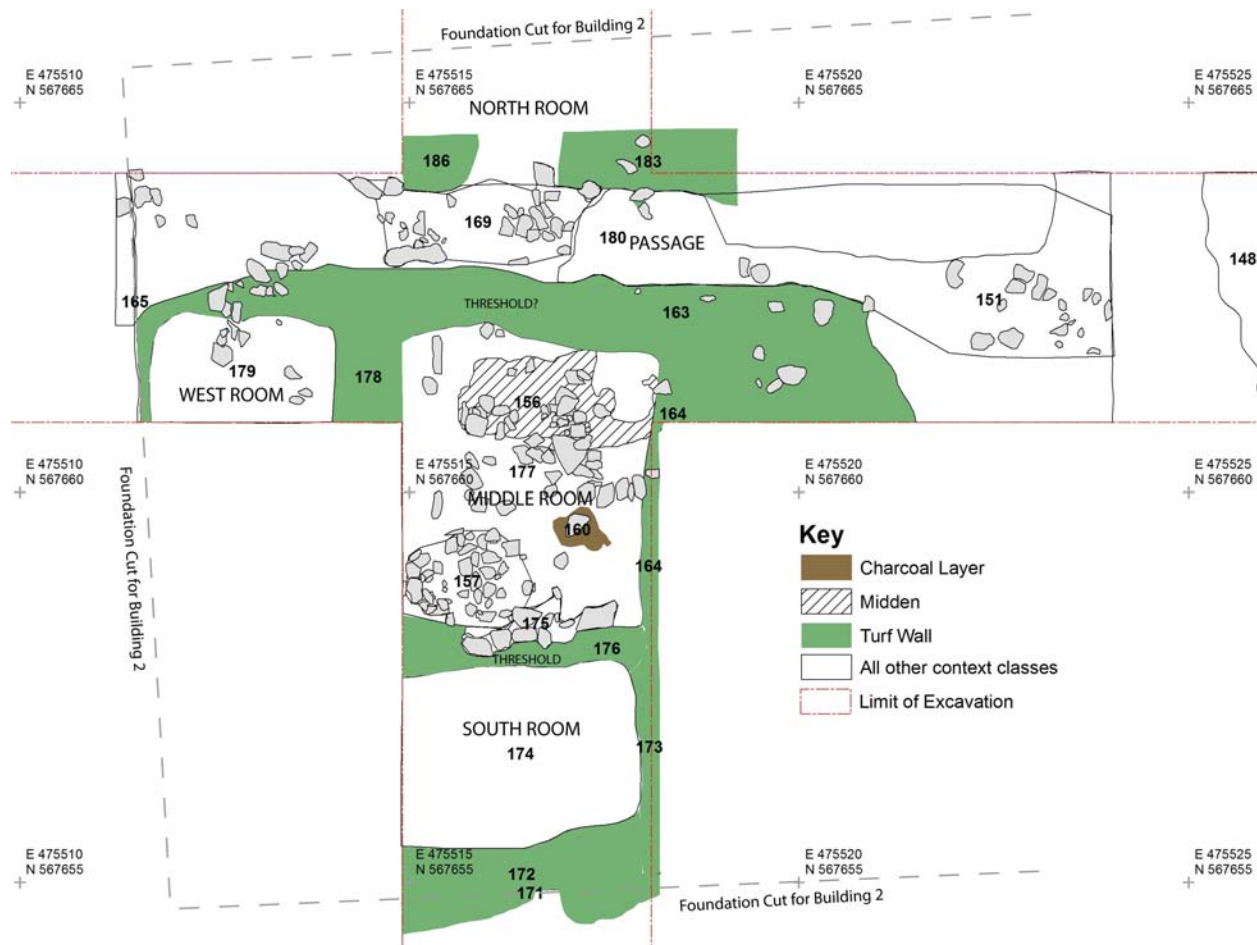 Foundation Cut for Building 2
E 475510
N 567665
E 475515
N 567665
E 475520
N 567665
E 475525
N 567665
NORTH ROOM
186
183
169
180
PASSAGE
148
165
THRESHOLD?
163
151
179
WEST ROOM
178
156
164
177
MIDDLE ROOM
E 475510
N 567660
E 475515
N 567660
E 475520
N 567660
E 475525
N 567660
Foundation Cut for Building 2
160
157
164
175
176
THRESHOLD
SOUTH ROOM
174
173
Key
Charcoal Layer
Midden
Turf Wall
All other context classes
Limit of Excavation
E 475510
N 567655
E 475515
N 567655
E 475520
N 567655
E 475525
N 567655
172
171
Foundation Cut for Building 2